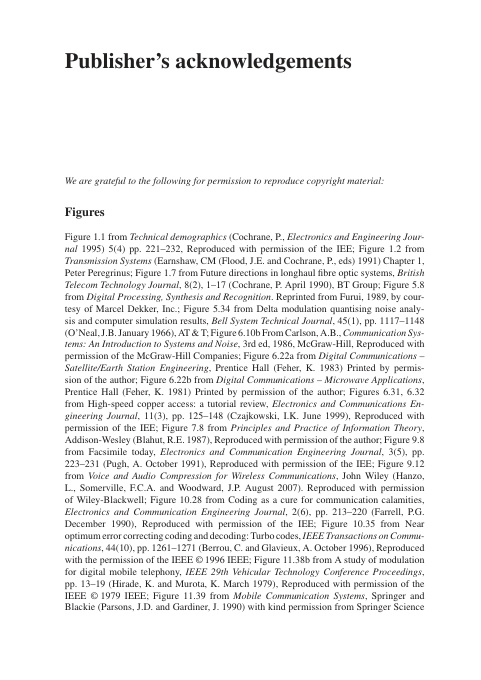 Publisher's acknowledgements
We are grateful to the following for permission to reproduce copyright material:
Figures
Figure 1.1 from Technical demographics (Cochrane, P., Electronics and Engineering Jour-
nal 1995) 5(4) pp. 221–232, Reproduced with permission of the IEE; Figure 1.2 from
Transmission Systems (Earnshaw, CM (Flood, J.E. and Cochrane, P., eds) 1991) Chapter 1,
Peter Peregrinus; Figure 1.7 from Future directions in longhaul fibre optic systems, British
Telecom Technology Journal, 8(2), 1–17 (Cochrane, P. April 1990), BT Group; Figure 5.8
from Digital Processing, Synthesis and Recognition. Reprinted from Furui, 1989, by cour-
tesy of Marcel Dekker, Inc.; Figure 5.34 from Delta modulation quantising noise analy-
sis and computer simulation results, Bell System Technical Journal, 45(1), pp. 1117–1148
(O'Neal, J.B. January 1966), AT & T; Figure 6.10b From Carlson, A.B., Communication Sys-
tems: An Introduction to Systems and Noise, 3rd ed, 1986, McGraw-Hill, Reproduced with
permission of the McGraw-Hill Companies; Figure 6.22a from Digital Communications –
Satellite/Earth Station Engineering, Prentice Hall (Feher, K. 1983) Printed by permis-
sion of the author; Figure 6.22b from Digital Communications – Microwave Applications,
Prentice Hall (Feher, K. 1981) Printed by permission of the author; Figures 6.31, 6.32
from High-speed copper access: a tutorial review, Electronics and Communications En-
gineering Journal, 11(3), pp. 125–148 (Czajkowski, I.K. June 1999), Reproduced with
permission of the IEE; Figure 7.8 from Principles and Practice of Information Theory,
Addison-Wesley (Blahut, R.E. 1987), Reproduced with permission of the author; Figure 9.8
from Facsimile today, Electronics and Communication Engineering Journal, 3(5), pp.
223–231 (Pugh, A. October 1991), Reproduced with permission of the IEE; Figure 9.12
from Voice and Audio Compression for Wireless Communications, John Wiley (Hanzo,
L., Somerville, F.C.A. and Woodward, J.P. August 2007). Reproduced with permission
of Wiley-Blackwell; Figure 10.28 from Coding as a cure for communication calamities,
Electronics and Communication Engineering Journal, 2(6), pp. 213–220 (Farrell, P.G.
December 1990), Reproduced with permission of the IEE; Figure 10.35 from Near
optimum error correcting coding and decoding: Turbo codes, IEEE Transactions on Commu-
nications, 44(10), pp. 1261–1271 (Berrou, C. and Glavieux, A. October 1996), Reproduced
with the permission of the IEEE © 1996 IEEE; Figure 11.38b from A study of modulation
for digital mobile telephony, IEEE 29th Vehicular Technology Conference Proceedings,
pp. 13–19 (Hirade, K. and Murota, K. March 1979), Reproduced with permission of the
IEEE © 1979 IEEE; Figure 11.39 from Mobile Communication Systems, Springer and
Blackie (Parsons, J.D. and Gardiner, J. 1990) with kind permission from Springer Science